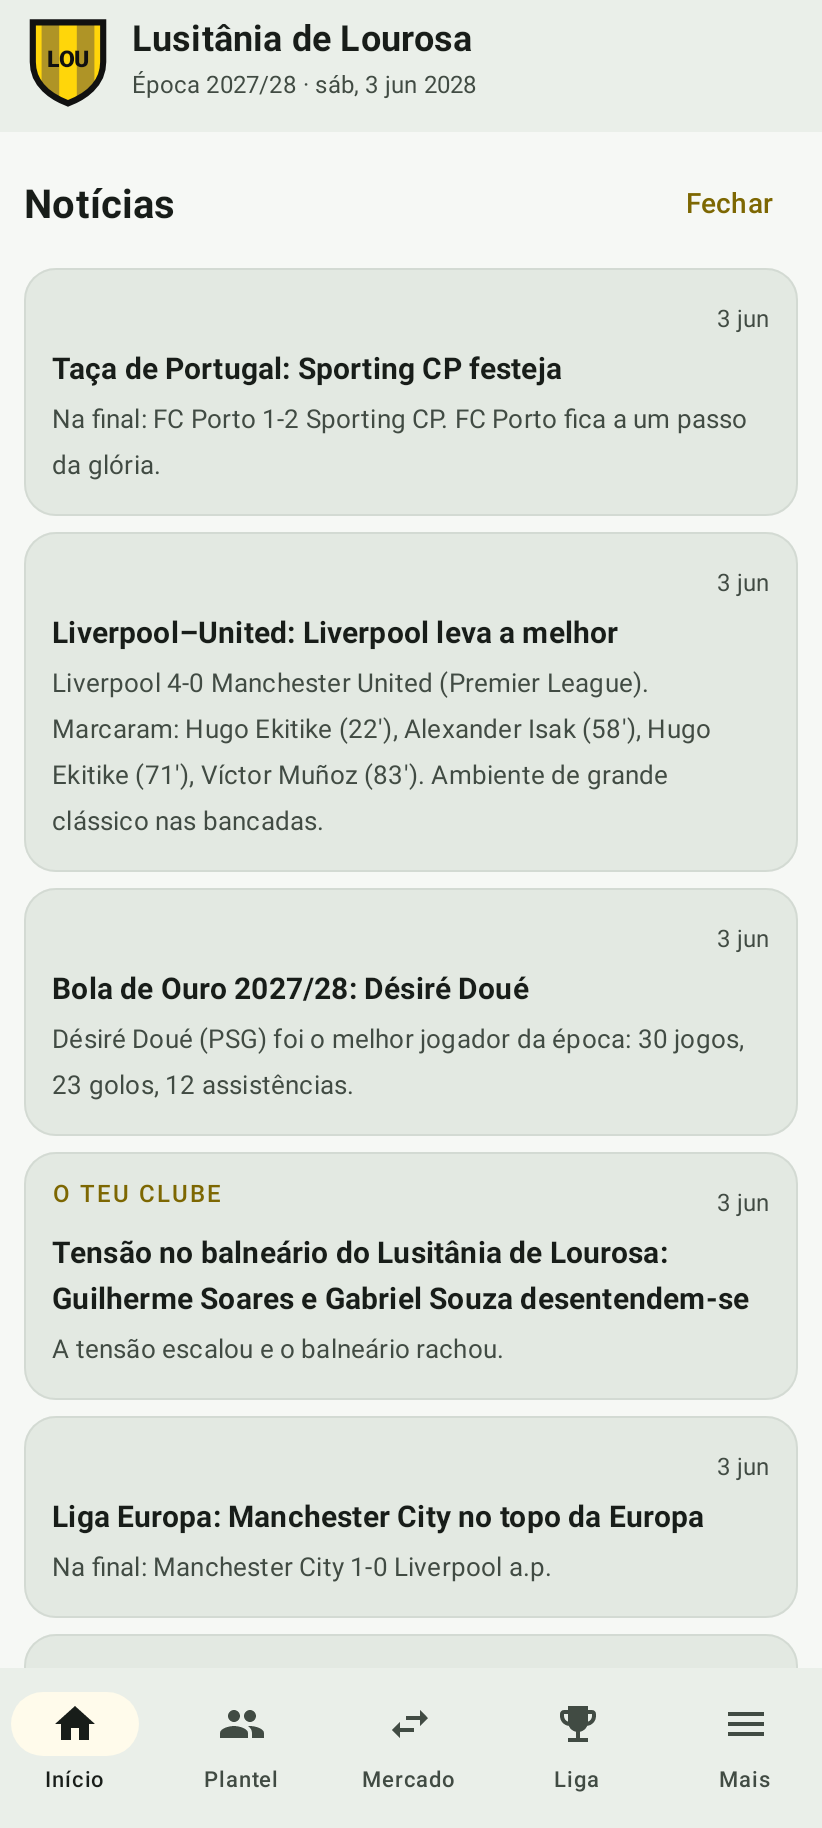 LOU
Lusitânia de Lourosa
Época 2027/28 · sáb, 3 jun 2028
Notícias
Fechar
3 jun
Taça de Portugal: Sporting CP festeja
Na final: FC Porto 1-2 Sporting CP. FC Porto fica a um passo
da glória.
3 jun
Liverpool–United: Liverpool leva a melhor
Liverpool 4-0 Manchester United (Premier League).
Marcaram: Hugo Ekitike (22'), Alexander Isak (58'), Hugo
Ekitike (71'), Víctor Muñoz (83'). Ambiente de grande
clássico nas bancadas.
3 jun
Bola de Ouro 2027/28: Désiré Doué
Désiré Doué (PSG) foi o melhor jogador da época: 30 jogos,
23 golos, 12 assistências.
O TEU CLUBE
3 jun
Tensão no balneário do Lusitânia de Lourosa:
Guilherme Soares e Gabriel Souza desentendem-se
A tensão escalou e o balneário rachou.
3 jun
Liga Europa: Manchester City no topo da Europa
Na final: Manchester City 1-0 Liverpool a.p.
Início
Plantel
Mercado
Liga
Mais